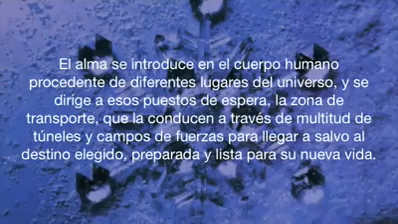 El alma se introduce en el cuerpo humano
procedente de diferentes lugares del universo, y se
dirige a esos puestos de espera, la zona de
transporte, que la conducen a través de multitud de
túneles y campos de fuerzas para llegar a salvo al
destino elegido, preparada y lista para su nueva vida.